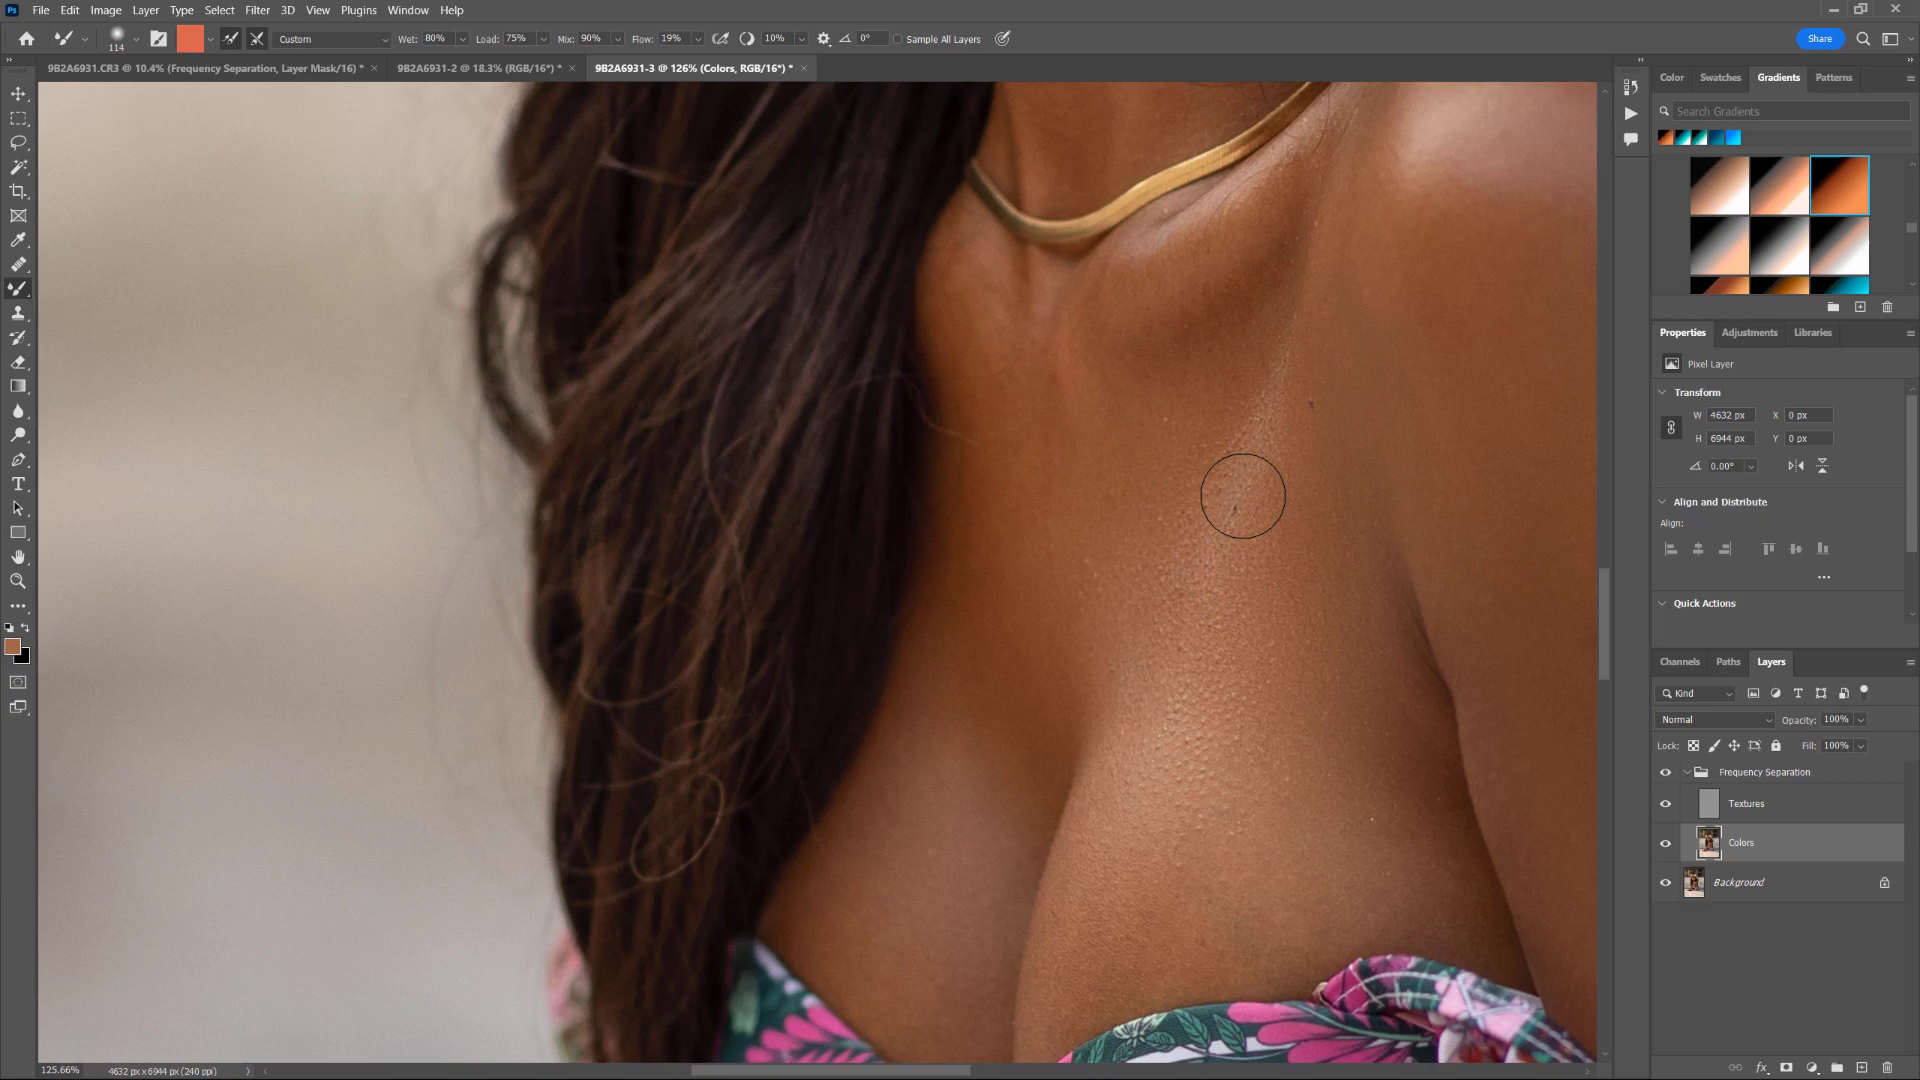 Ps File Edit Image Layer Type Select Filter 3D View Plugins Window Help
114 Custom Wet: 80% Load: 75% Mix: 90% Flow: 19% 10% 0° Sample All Layers Share
9B2A6931.CR3 @ 10.4% (Frequency Separation, Layer Mask/16) * × 9B2A6931-2 @ 18.3% (RGB/16*) * × 9B2A6931-3 @ 126% (Colors, RGB/16*) * ×
Color Swatches Gradients Patterns
Search Gradients
Properties Adjustments Libraries
Pixel Layer
Transform
W 4632 px X 0 px
H 6944 px Y 0 px
0.00°
Align and Distribute
Align:
Quick Actions
Channels Paths Layers
Kind
Normal Opacity: 100%
Lock: Fill: 100%
Frequency Separation
Textures
Colors
Background
125.66% 4632 px x 6944 px (240 ppi)